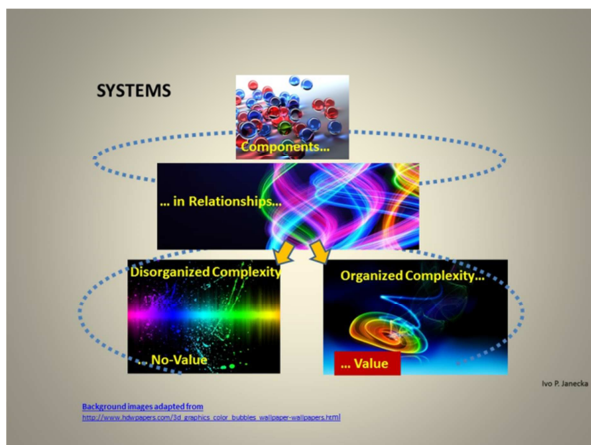 SYSTEMS
Components...
... in Relationships...
Disorganized Complexity
Organized Complexity...
... No-Value
... Value
Ivo P. Janecka
Background images adapted from
http://www.hdwpapers.com/3d_graphics_color_bubbles_wallpaper-wallpapers.html